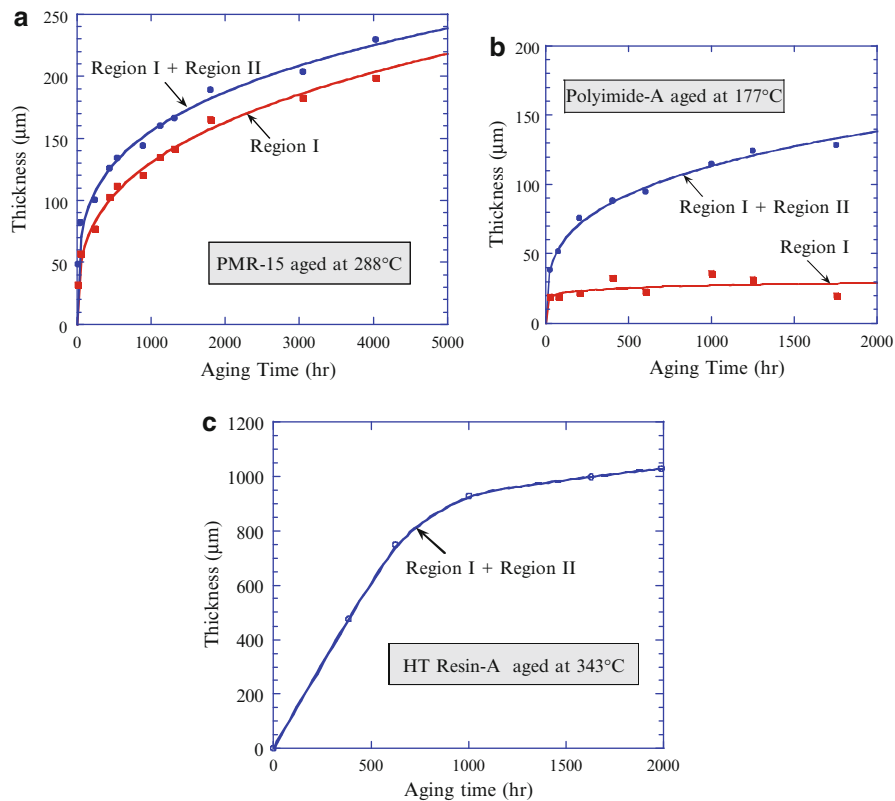 a
250
200
150
100
50
0
Thickness (μm)
Region I + Region II
Region I
PMR-15 aged at 288°C
0 1000 2000 3000 4000 5000
Aging Time (hr)
b
200
150
100
50
0
Thickness (μm)
Polyimide-A aged at 177°C
Region I + Region II
Region I
0 500 1000 1500 2000
Aging Time (hr)
c
1200
1000
800
600
400
200
0
Thickness (μm)
Region I + Region II
HT Resin-A aged at 343°C
0 500 1000 1500 2000
Aging time (hr)